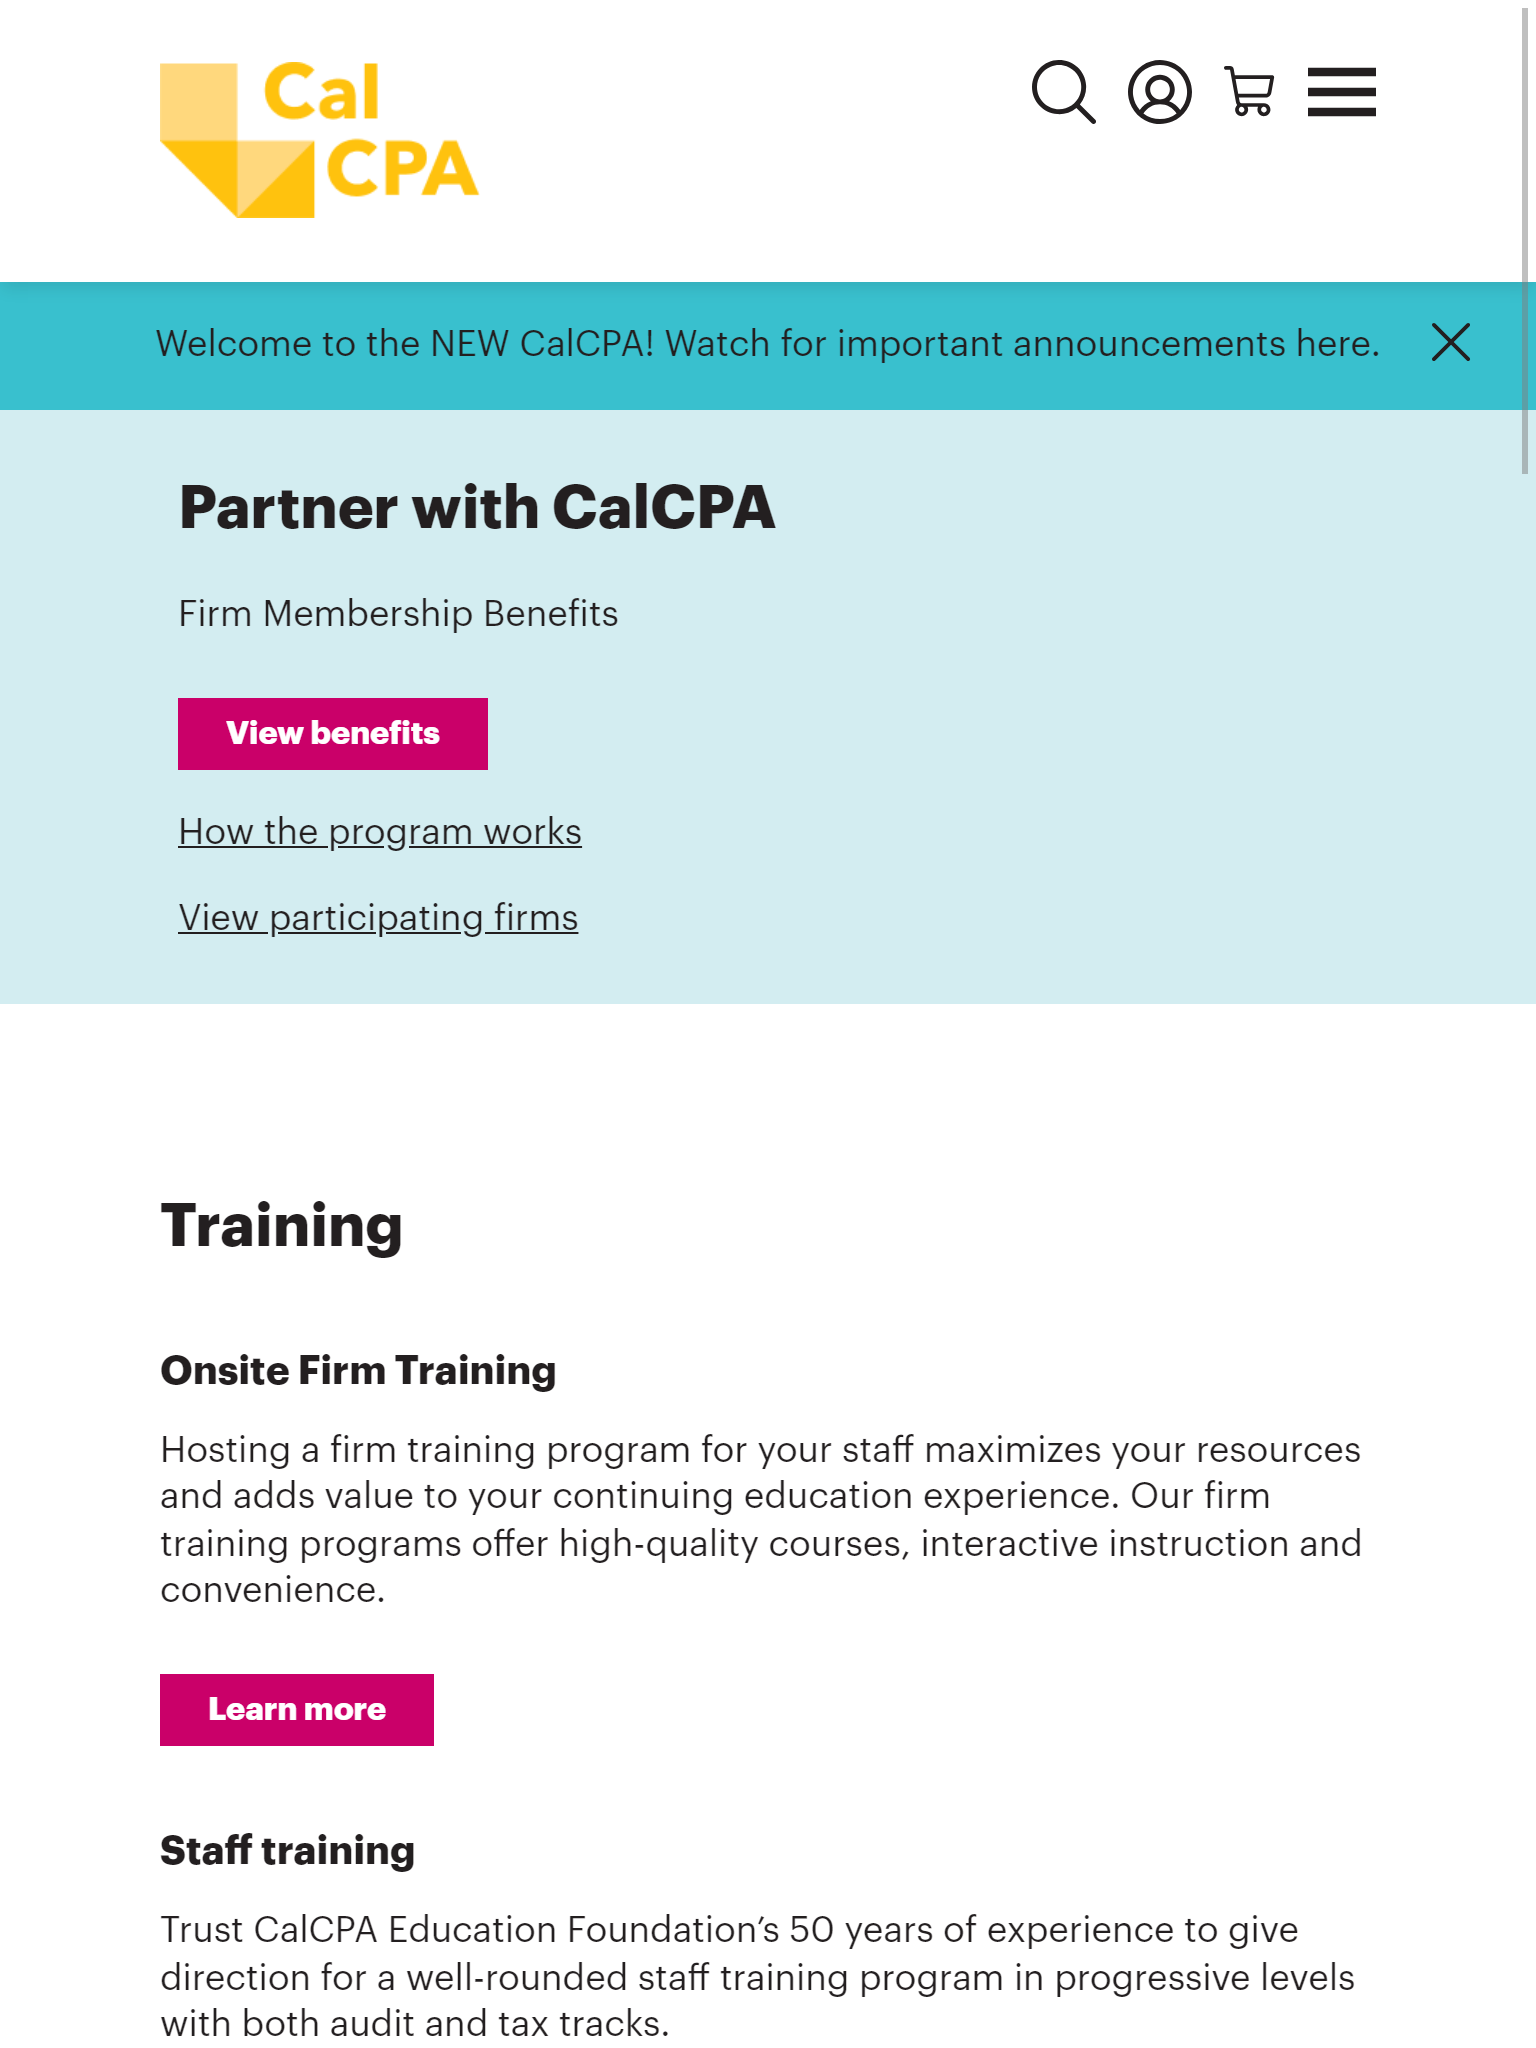 Cal
CPA
Welcome to the NEW CalCPA! Watch for important announcements here.
Partner with CalCPA
Firm Membership Benefits
View benefits
How the program works
View participating firms
Training
Onsite Firm Training
Hosting a firm training program for your staff maximizes your resources
and adds value to your continuing education experience. Our firm
training programs offer high-quality courses, interactive instruction and
convenience.
Learn more
Staff training
Trust CalCPA Education Foundation’s 50 years of experience to give
direction for a well-rounded staff training program in progressive levels
with both audit and tax tracks.